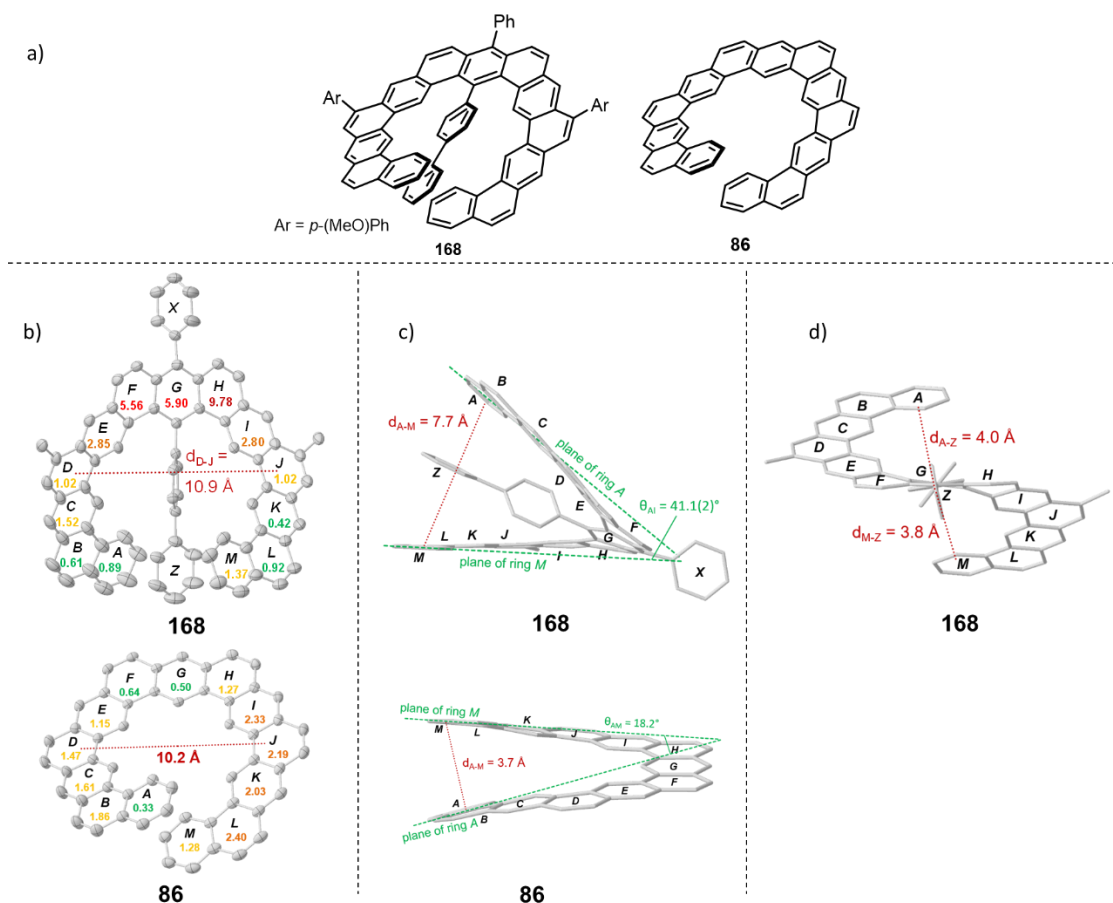 a)
Ph
Ar
Ar
Ar = p-(MeO)Ph
168
86
b)
X
F
5.56
G
5.90
H
9.78
E
2.85
I
2.80
D
1.02
d D-J =
10.9 Å
J
1.02
C
1.52
K
0.42
B
0.61
A
0.89
Z
M
1.37
L
0.92
168
F
0.64
G
0.50
H
1.27
E
1.15
I
2.33
D
1.47
10.2 Å
J
2.19
C
1.61
K
2.03
B
1.86
A
0.33
M
1.28
L
2.40
86
c)
B
A
C
dA-M = 7.7 Å
plane of ring A
Z
D
E
θAI = 41.1(2)°
F
G
M
L
K
J
I
H
plane of ring M
X
168
plane of ring M
M
L
K
J
I
H
θAM = 18.2°
dA-M = 3.7 Å
G
F
A
B
C
D
E
plane of ring A
86
d)
A
B
C
D
E
F
dA-Z = 4.0 Å
G
H
Z
I
J
dM-Z = 3.8 Å
K
L
M
168